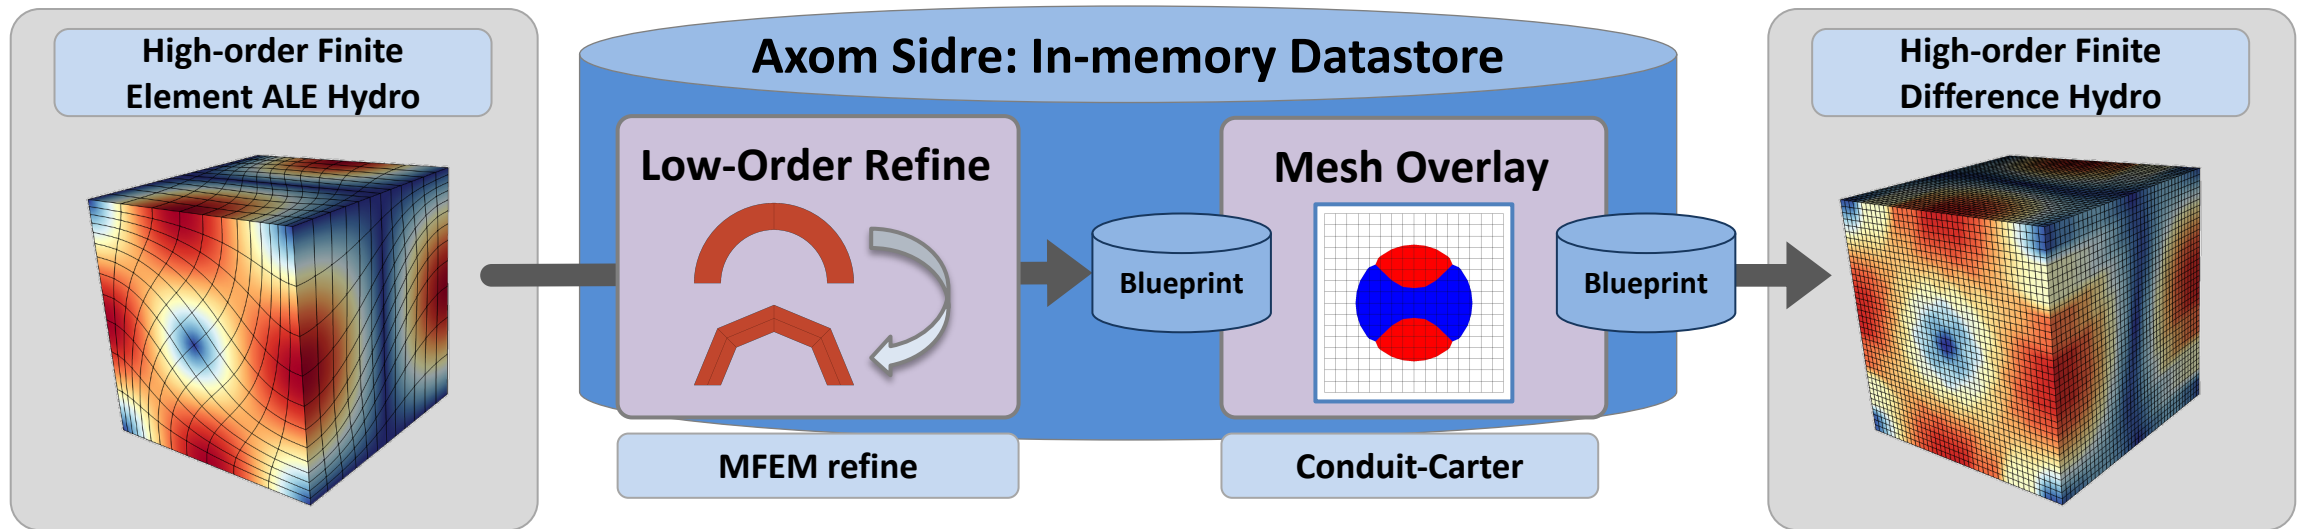 High-order Finite
Element ALE Hydro
Axom Sidre: In-memory Datastore
Low-Order Refine
Blueprint
Mesh Overlay
Blueprint
MFEM refine
Conduit-Carter
High-order Finite
Difference Hydro